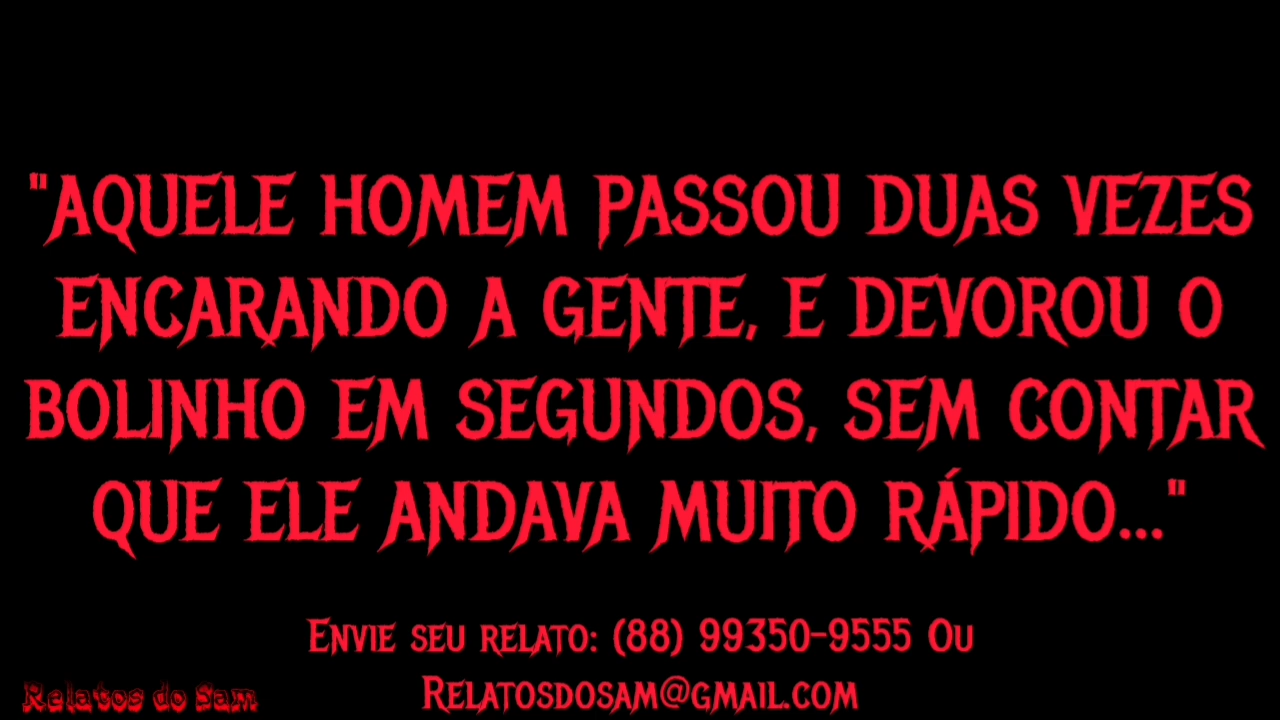 "AQUELE HOMEM PASSOU DUAS VEZES
ENCARANDO A GENTE, E DEVOROU O
BOLINHO EM SEGUNDOS, SEM CONTAR
QUE ELE ANDAVA MUITO RÁPIDO..."
Envie seu relato: (88) 99350-9555 Ou
Relatosdosam@gmail.com
Relatos do Sam